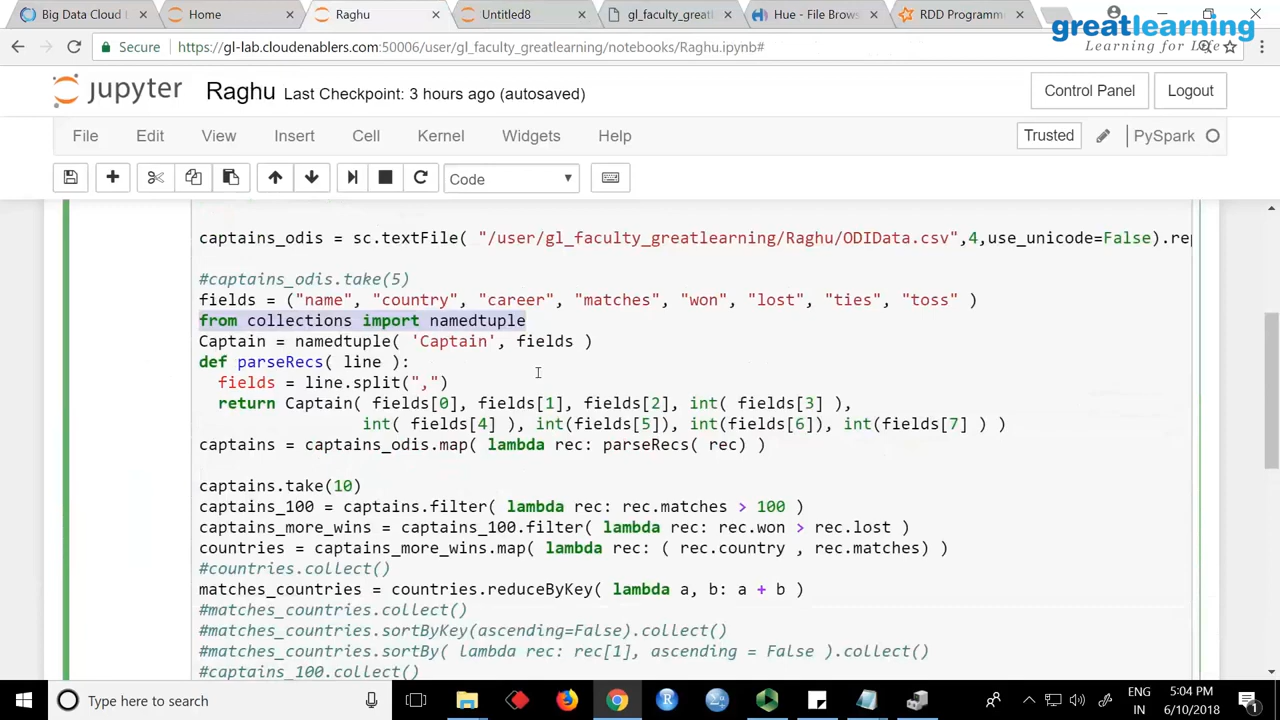 Big Data Cloud L
Home
Raghu
Untitled8
gl_faculty_greatl
Hue - File Brows
RDD Programm
greatlearning
Learning for Life
Secure
https://gl-lab.cloudenablers.com:50006/user/gl_faculty_greatlearning/notebooks/Raghu.ipynb#
jupyter
Raghu
Last Checkpoint: 3 hours ago (autosaved)
Control Panel
Logout
File
Edit
View
Insert
Cell
Kernel
Widgets
Help
Trusted
PySpark
Code
captains_odis = sc.textFile( "/user/gl_faculty_greatlearning/Raghu/ODIData.csv",4,use_unicode=False).rep
#captains_odis.take(5)
fields = ("name", "country", "career", "matches", "won", "lost", "ties", "toss" )
from collections import namedtuple
Captain = namedtuple( 'Captain', fields )
def parseRecs( line ):
fields = line.split(",")
return Captain( fields[0], fields[1], fields[2], int( fields[3] ),
int( fields[4] ), int(fields[5]), int(fields[6]), int(fields[7] ) )
captains = captains_odis.map( lambda rec: parseRecs( rec) )
captains.take(10)
captains_100 = captains.filter( lambda rec: rec.matches > 100 )
captains_more_wins = captains_100.filter( lambda rec: rec.won > rec.lost )
countries = captains_more_wins.map( lambda rec: ( rec.country , rec.matches) )
#countries.collect()
matches_countries = countries.reduceByKey( lambda a, b: a + b )
#matches_countries.collect()
#matches_countries.sortByKey(ascending=False).collect()
#matches_countries.sortBy( lambda rec: rec[1], ascending = False ).collect()
#captains_100.collect()
Type here to search
ENG
IN
5:04 PM
6/10/2018
1